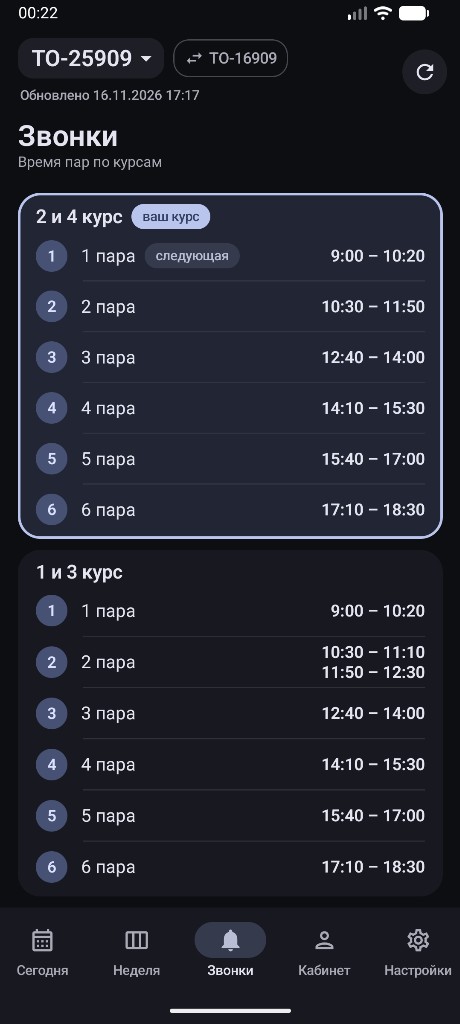 00:22
ТО-25909
ТО-16909
Обновлено 16.11.2026 17:17
Звонки
Время пар по курсам
2 и 4 курс ваш курс
1 1 пара следующая 9:00 – 10:20
2 2 пара 10:30 – 11:50
3 3 пара 12:40 – 14:00
4 4 пара 14:10 – 15:30
5 5 пара 15:40 – 17:00
6 6 пара 17:10 – 18:30
1 и 3 курс
1 1 пара 9:00 – 10:20
2 2 пара 10:30 – 11:10
11:50 – 12:30
3 3 пара 12:40 – 14:00
4 4 пара 14:10 – 15:30
5 5 пара 15:40 – 17:00
6 6 пара 17:10 – 18:30
Сегодня Неделя Звонки Кабинет Настройки